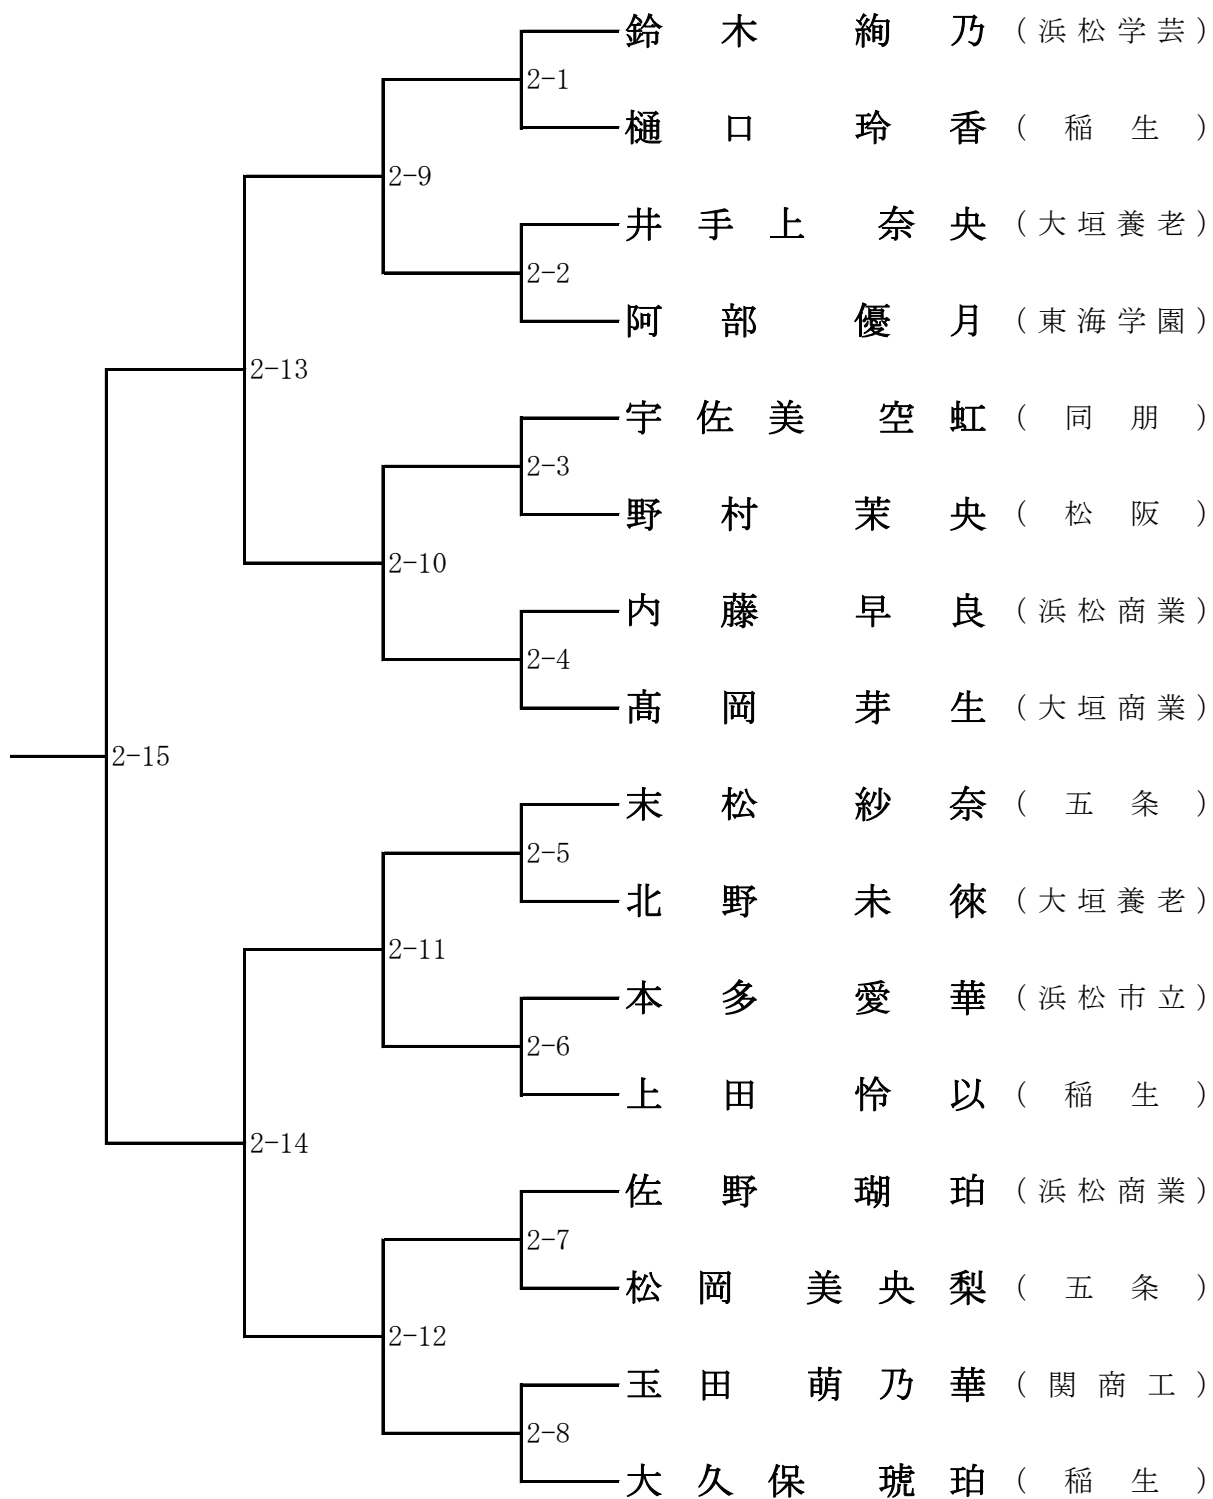 鈴木 絢乃 (浜松学芸)
2-1
樋口 玲香 (稲生)
2-9
井手上 奈央 (大垣養老)
2-2
阿部 優月 (東海学園)
2-13
宇佐美 空虹 (同朋)
2-3
野村 茉央 (松阪)
2-10
内藤 早良 (浜松商業)
2-4
髙岡 芽生 (大垣商業)
2-15
末松 紗奈 (五条)
2-5
北野 未徠 (大垣養老)
2-11
本多 愛華 (浜松市立)
2-6
上田 怜以 (稲生)
2-14
佐野 瑚珀 (浜松商業)
2-7
松岡 美央梨 (五条)
2-12
玉田 萌乃華 (関商工)
2-8
大久保 琥珀 (稲生)